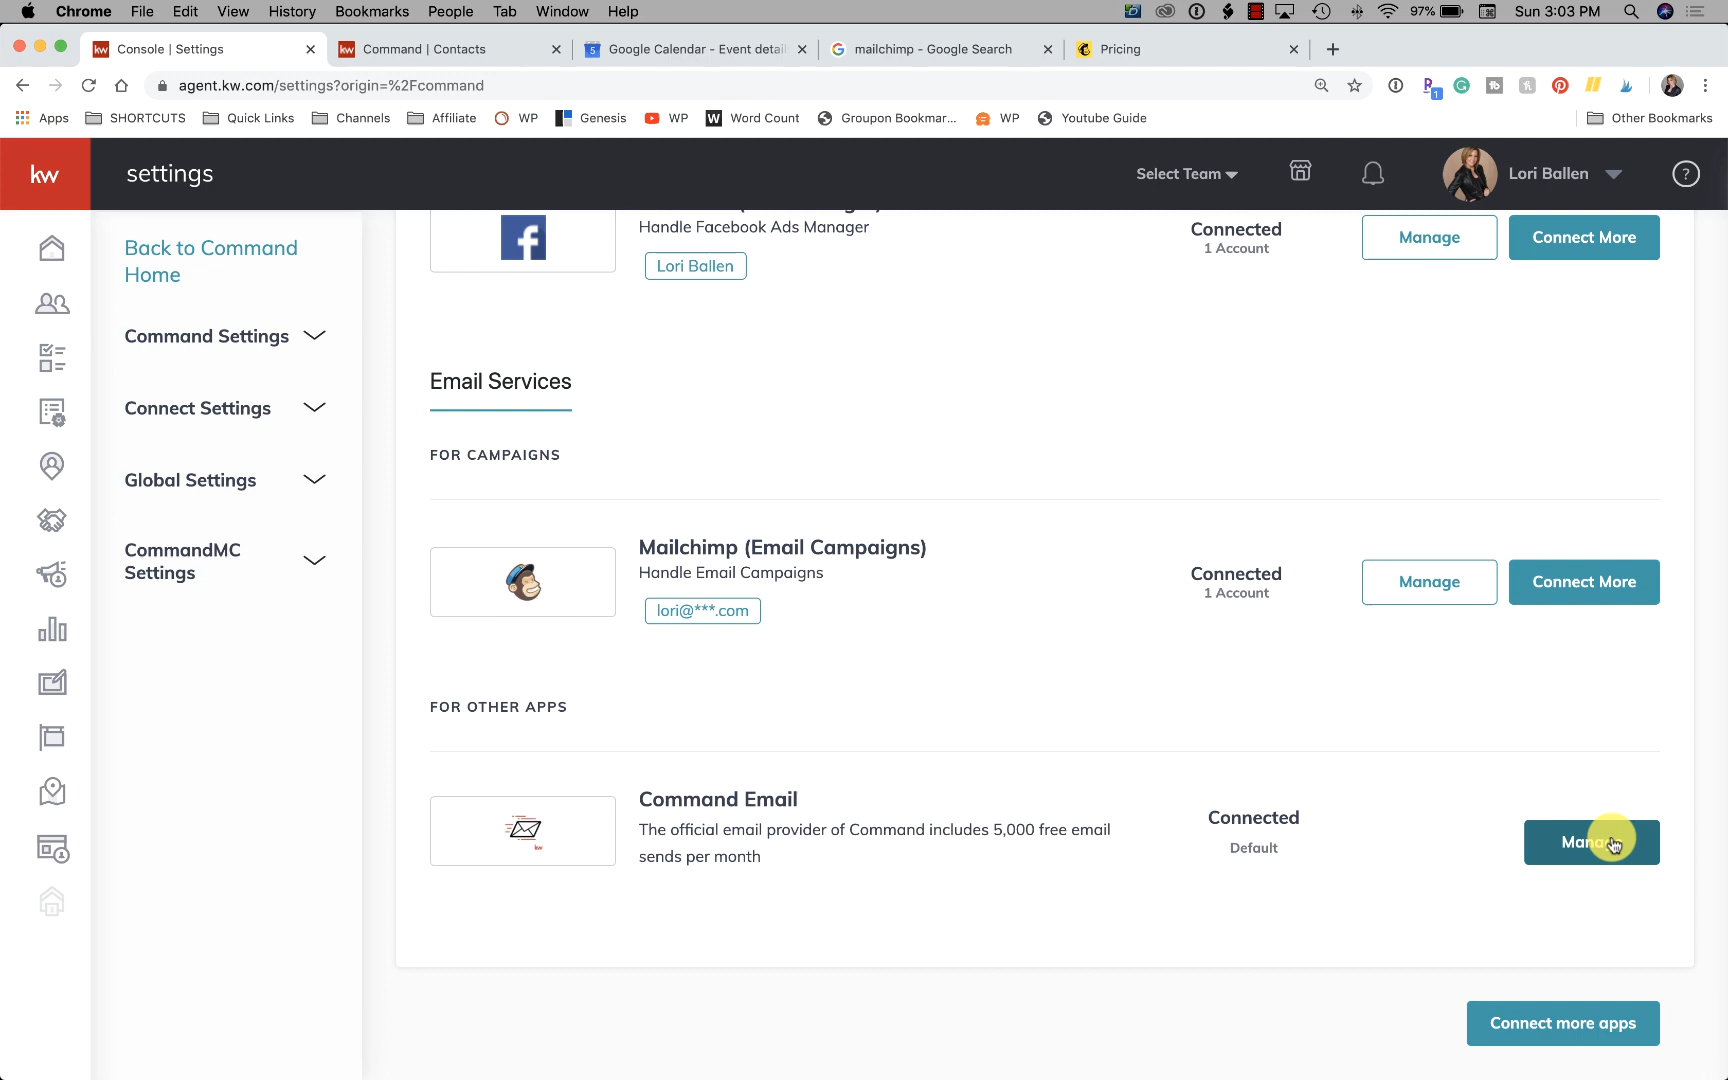 Chrome File Edit View History Bookmarks People Tab Window Help 97% Sun 3:03 PM
kw Console | Settings
kw Command | Contacts
5 Google Calendar - Event detail
G mailchimp - Google Search
Pricing
agent.kw.com/settings?origin=%2Fcommand
Apps SHORTCUTS Quick Links Channels Affiliate WP Genesis WP W Word Count Groupon Bookmar... WP Youtube Guide Other Bookmarks
kw settings Select Team Lori Ballen ?
Back to Command Home
Command Settings
Connect Settings
Global Settings
CommandMC Settings
Handle Facebook Ads Manager
Lori Ballen
Connected
1 Account
Manage
Connect More
Email Services
FOR CAMPAIGNS
Mailchimp (Email Campaigns)
Handle Email Campaigns
lori@***.com
Connected
1 Account
Manage
Connect More
FOR OTHER APPS
kw
Command Email
The official email provider of Command includes 5,000 free email
sends per month
Connected
Default
Manage
Connect more apps